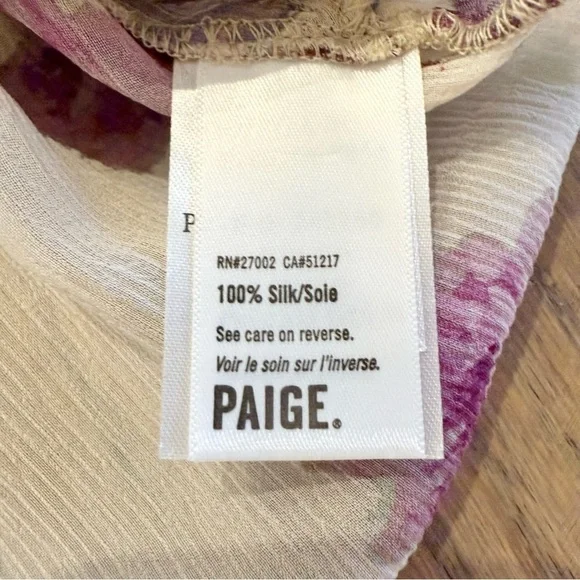 P
RN#27002 CA#51217
100% Silk/Soie
See care on reverse.
Voir le soin sur l'inverse.
PAIGE®